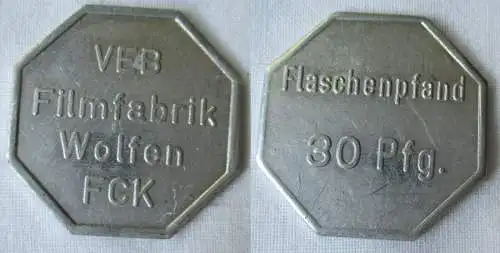 VEB
Filmfabrik
Wolfen
FCK
Flaschenpfand
30 Pfg.